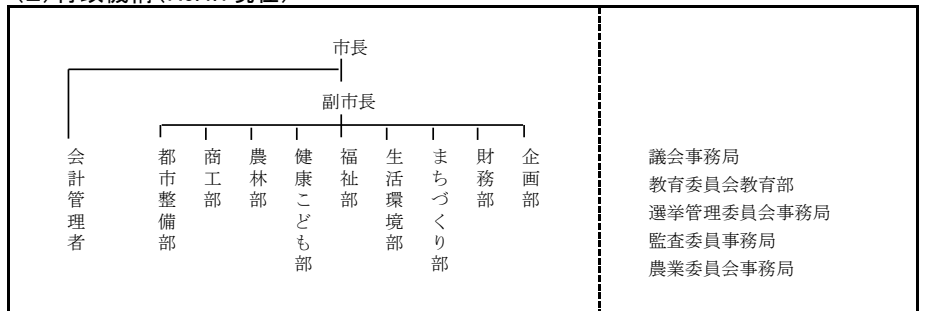 市長
副市長
企画部
財務部
まちづくり部
生活環境部
福祉部
健康こども部
農林部
商工部
都市整備部
会計管理者
議会事務局
教育委員会教育部
選挙管理委員会事務局
監査委員事務局
農業委員会事務局